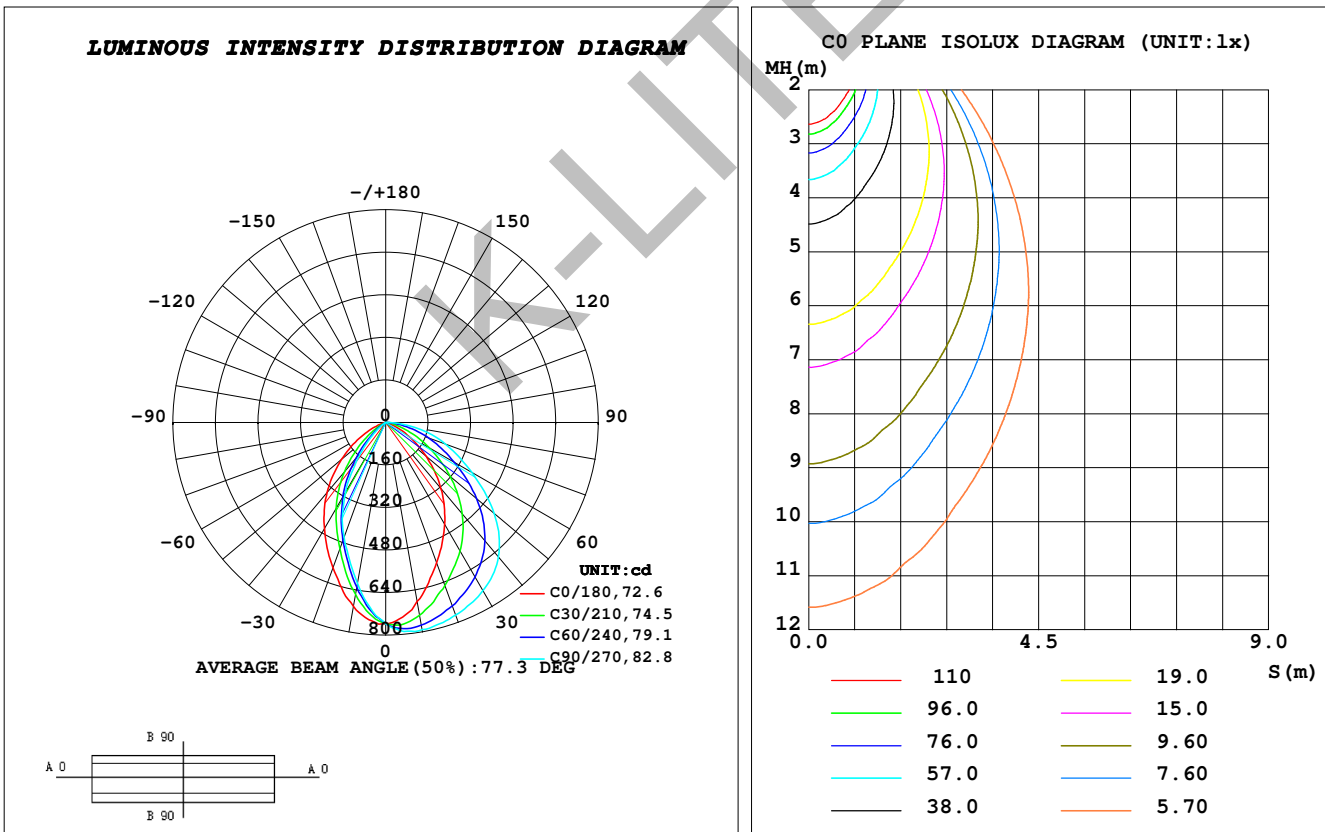 LUMINOUS INTENSITY DISTRIBUTION DIAGRAM
-/+180
-150
150
-120
120
-90
90
-60
60
-30
30
0
0
160
320
480
640
800
UNIT:cd
C0/180,72.6
C30/210,74.5
C60/240,79.1
C90/270,82.8
AVERAGE BEAM ANGLE(50%):77.3 DEG
B 90
A 0
A 0
B 90
K-LITE
C0 PLANE ISOLUX DIAGRAM (UNIT:lx)
MH(m)
2
3
4
5
6
7
8
9
10
11
12
0.0
4.5
9.0
S(m)
110
96.0
76.0
57.0
38.0
19.0
15.0
9.60
7.60
5.70